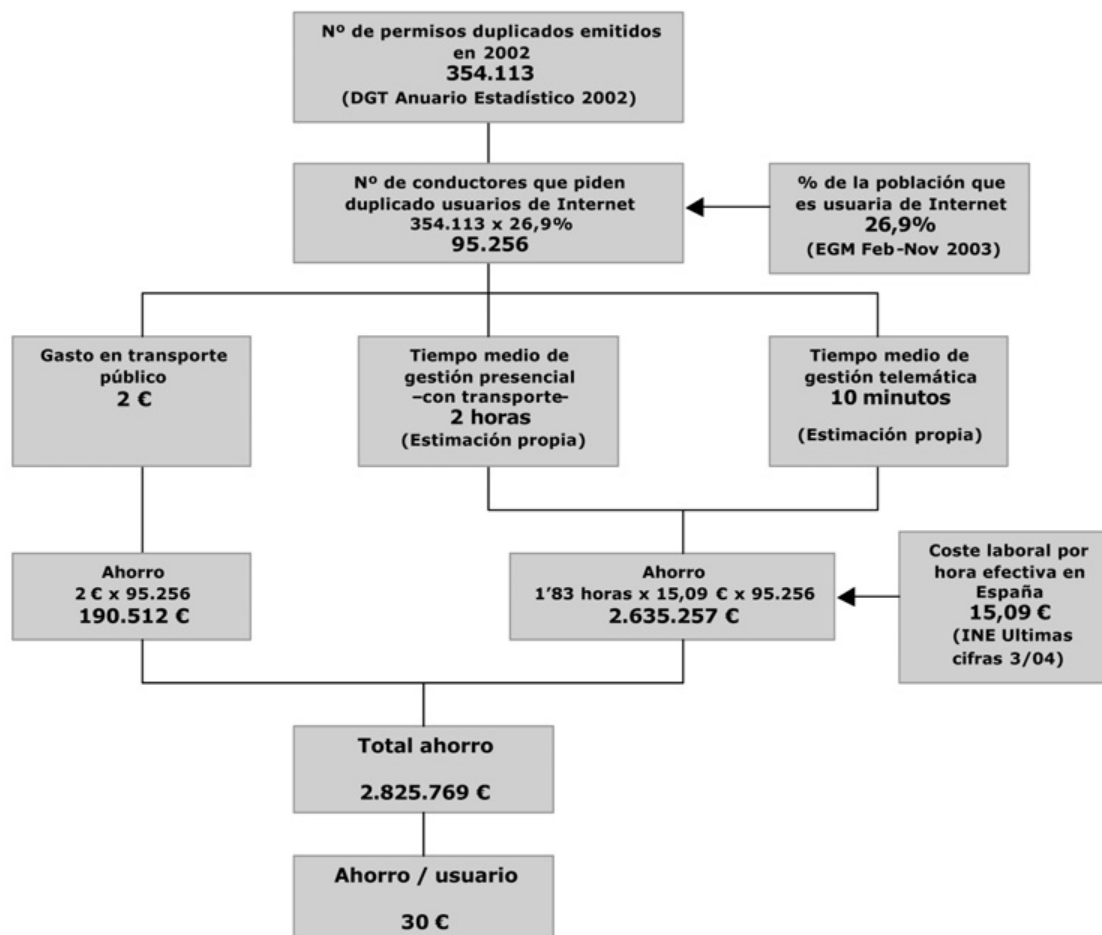 Nº de permisos duplicados emitidos
en 2002
354.113
(DGT Anuario Estadístico 2002)
Nº de conductores que piden
duplicado usuarios de Internet
354.113 x 26,9%
95.256
% de la población que
es usuaria de Internet
26,9%
(EGM Feb-Nov 2003)
Gasto en transporte
público
2 €
Tiempo medio de
gestión presencial
–con transporte-
2 horas
(Estimación propia)
Tiempo medio de
gestión telemática
10 minutos
(Estimación propia)
Ahorro
2 € x 95.256
190.512 €
Ahorro
1'83 horas x 15,09 € x 95.256
2.635.257 €
Coste laboral por
hora efectiva en
España
15,09 €
(INE Ultimas
cifras 3/04)
Total ahorro
2.825.769 €
Ahorro / usuario
30 €